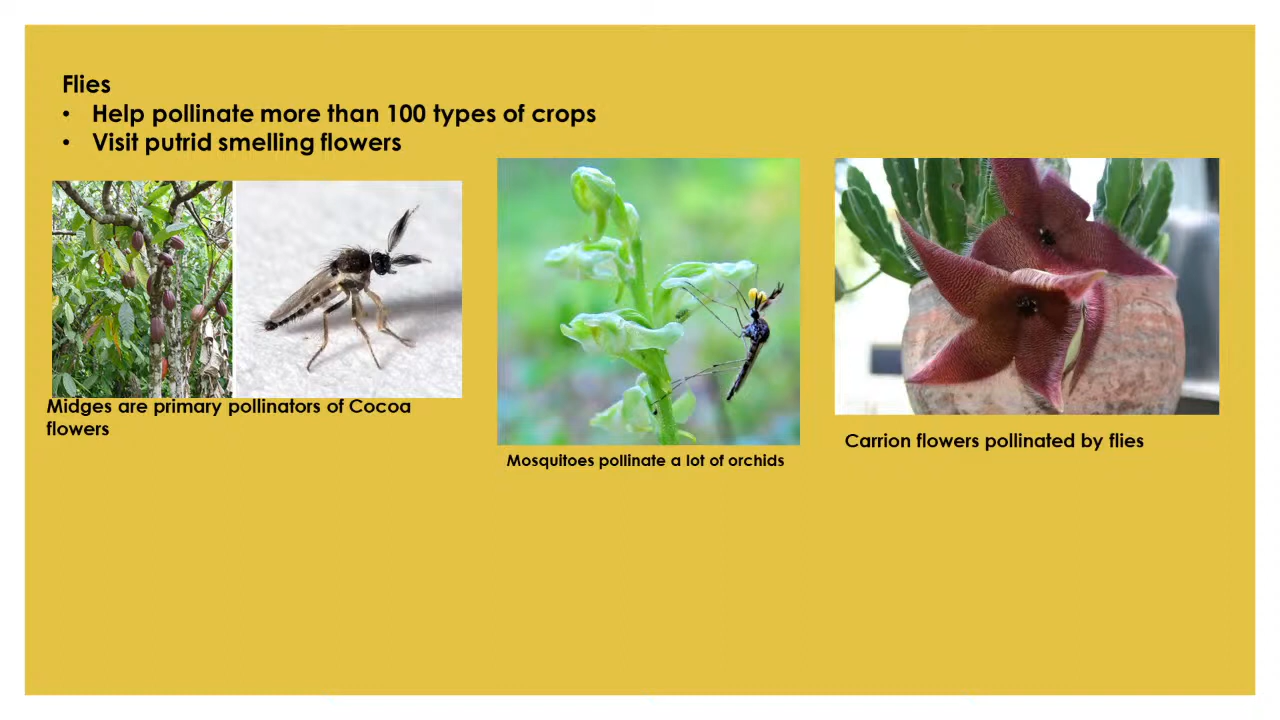 Flies
• Help pollinate more than 100 types of crops
• Visit putrid smelling flowers
Midges are primary pollinators of Cocoa
flowers
Mosquitoes pollinate a lot of orchids
Carrion flowers pollinated by flies